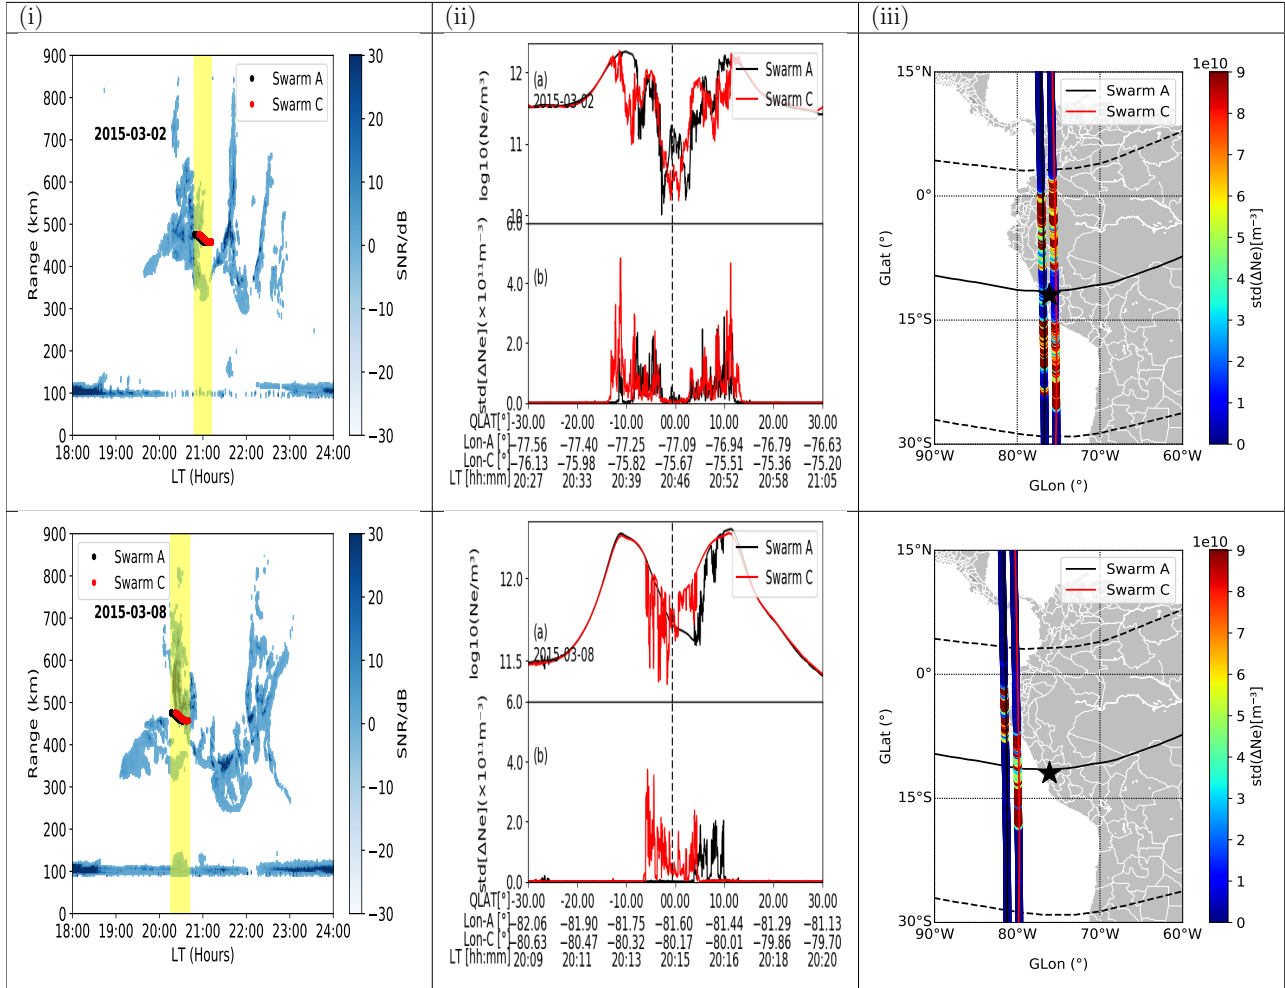 (i)
(ii)
(iii)
900
800
700
600
500
400
300
200
100
0
Range (km)
2015-03-02
Swarm A
Swarm C
18:00 19:00 20:00 21:00 22:00 23:00 24:00
LT (Hours)
30
20
10
0
−10
−20
−30
SNR/dB
log10(Ne/m³)
12
11
10
(a)
2015-03-02
Swarm A
Swarm C
std[ΔNe](×10¹¹m⁻³)
6.0
4.0
2.0
0.0
(b)
QLAT[°] -30.00 -20.00 -10.00 00.00 10.00 20.00 30.00
Lon-A [°] −77.56 −77.40 −77.25 −77.09 −76.94 −76.79 −76.63
Lon-C [°] −76.13 −75.98 −75.82 −75.67 −75.51 −75.36 −75.20
LT [hh:mm] 20:27 20:33 20:39 20:46 20:52 20:58 21:05
15°N
0°
15°S
30°S
GLat (°)
Swarm A
Swarm C
90°W 80°W 70°W 60°W
GLon (°)
1e10
9
8
7
6
5
4
3
2
1
0
std(ΔNe)[m⁻³]
900
800
700
600
500
400
300
200
100
0
Range (km)
Swarm A
Swarm C
2015-03-08
18:00 19:00 20:00 21:00 22:00 23:00 24:00
LT (Hours)
30
20
10
0
−10
−20
−30
SNR/dB
log10(Ne/m³)
12.0
11.5
(a)
2015-03-08
Swarm A
Swarm C
std[ΔNe](×10¹¹m⁻³)
6.0
4.0
2.0
0.0
(b)
QLAT[°] -30.00 -20.00 -10.00 00.00 10.00 20.00 30.00
Lon-A [°] −82.06 −81.90 −81.75 −81.60 −81.44 −81.29 −81.13
Lon-C [°] −80.63 −80.47 −80.32 −80.17 −80.01 −79.86 −79.70
LT [hh:mm] 20:09 20:11 20:13 20:15 20:16 20:18 20:20
15°N
0°
15°S
30°S
GLat (°)
Swarm A
Swarm C
90°W 80°W 70°W 60°W
GLon (°)
1e10
9
8
7
6
5
4
3
2
1
0
std(ΔNe)[m⁻³]